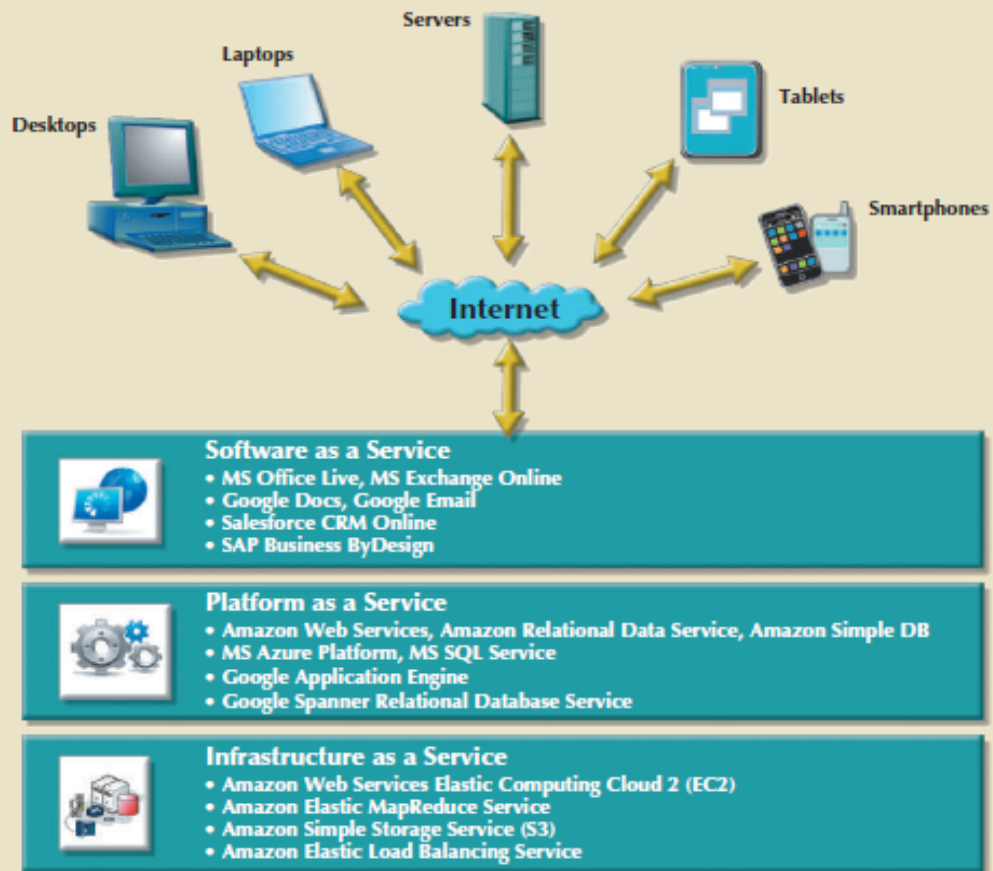 Servers
Laptops
Tablets
Desktops
Smartphones
Internet
Software as a Service
• MS Office Live, MS Exchange Online
• Google Docs, Google Email
• Salesforce CRM Online
• SAP Business ByDesign
Platform as a Service
• Amazon Web Services, Amazon Relational Data Service, Amazon Simple DB
• MS Azure Platform, MS SQL Service
• Google Application Engine
• Google Spanner Relational Database Service
Infrastructure as a Service
• Amazon Web Services Elastic Computing Cloud 2 (EC2)
• Amazon Elastic MapReduce Service
• Amazon Simple Storage Service (S3)
• Amazon Elastic Load Balancing Service